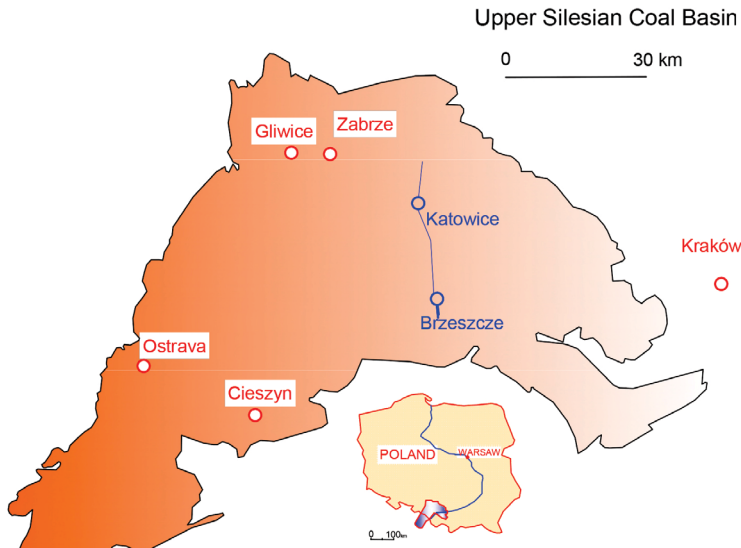 Upper Silesian Coal Basin
0 30 km
Gliwice
Zabrze
Katowice
Kraków
Brzeszcze
Ostrava
Cieszyn
POLAND
WARSAW
0 100km